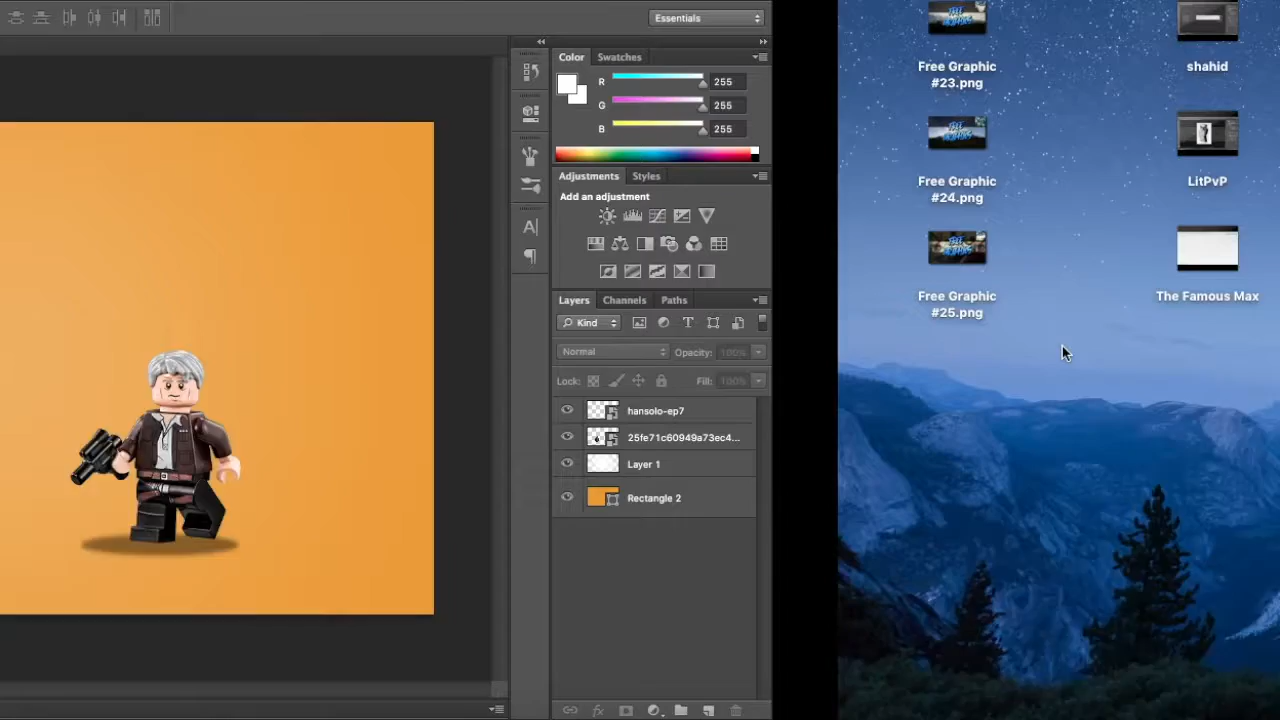 Essentials
Color Swatches
R 255
G 255
B 255
Adjustments Styles
Add an adjustment
Layers Channels Paths
Kind
Normal Opacity: 100%
Lock: Fill: 100%
hansolo-ep7
25fe71c60949a73ec4...
Layer 1
Rectangle 2
Free Graphic
#23.png
shahid
Free Graphic
#24.png
LitPvP
Free Graphic
#25.png
The Famous Max